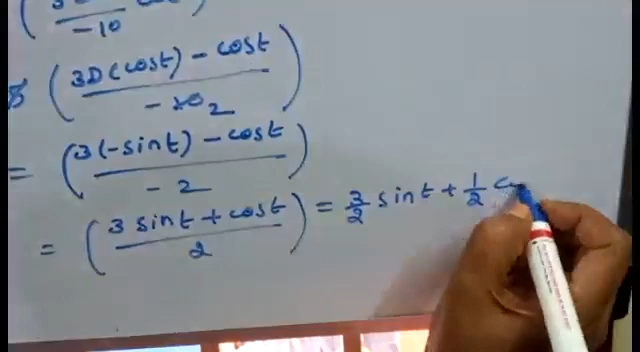 -10
(3D(cost) - cost / -10 2)
= (3(-sint) - cost / -2)
= (3 sint + cost / 2) = 3/2 sint + 1/2 c